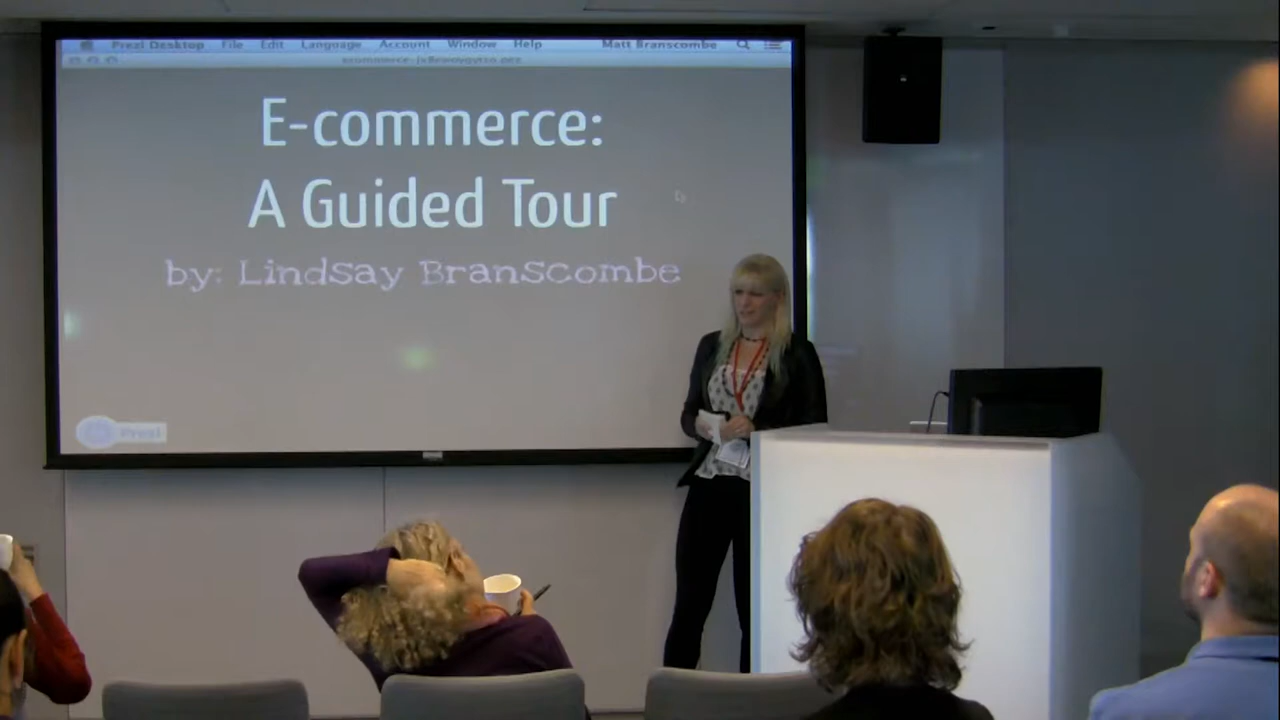 Prezi Desktop File Edit Language Account Window Help Matt Branscombe
E-commerce:
A Guided Tour
by: Lindsay Branscombe
Prezi